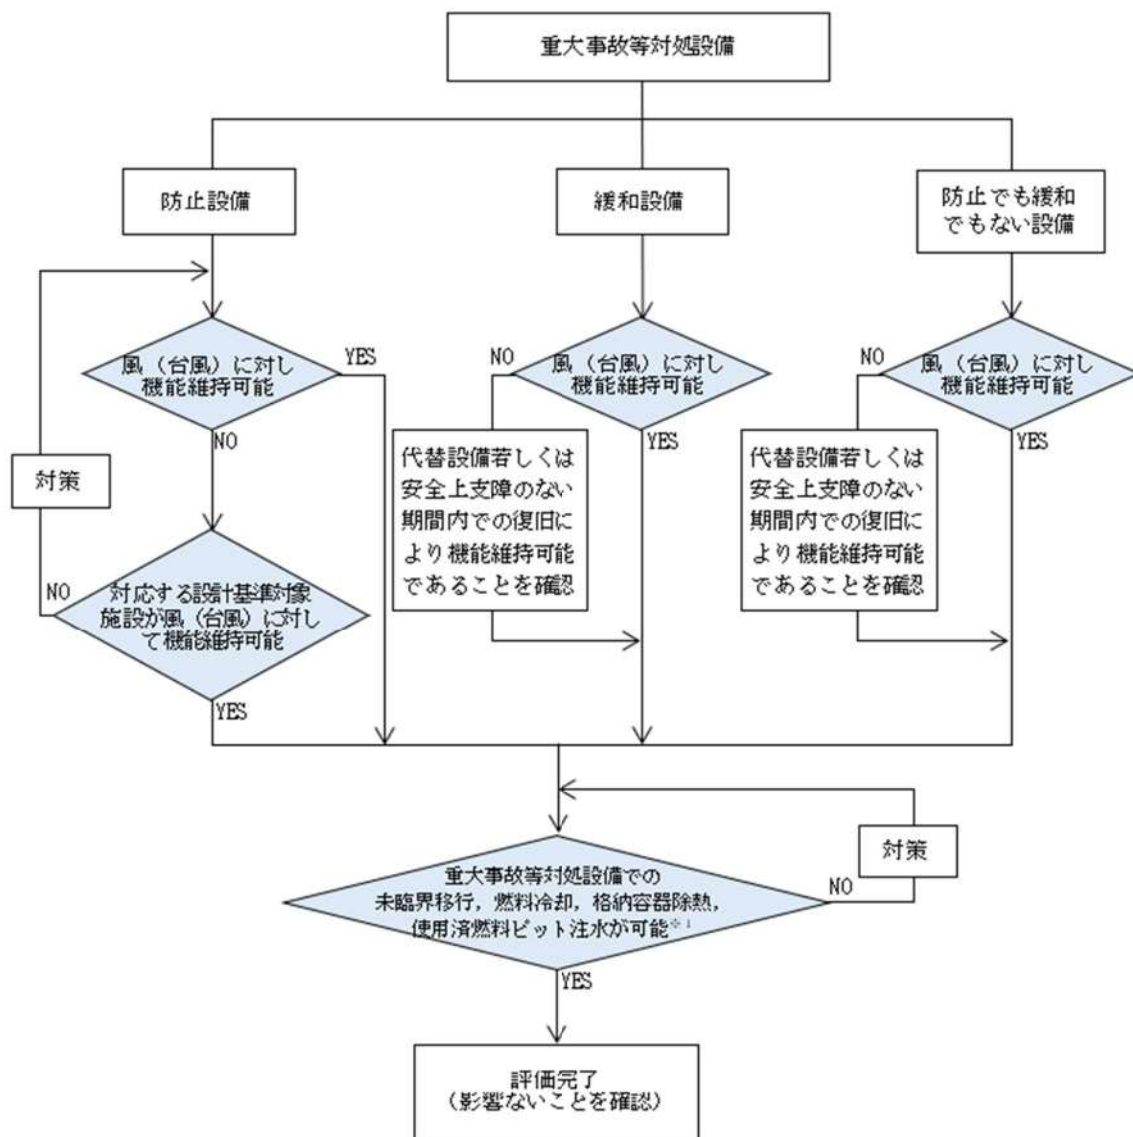 重大事故等対処設備
防止設備
緩和設備
防止でも緩和
でもない設備
風（台風）に対し
機能維持可能
YES
NO
風（台風）に対し
機能維持可能
NO
YES
風（台風）に対し
機能維持可能
NO
YES
対策
代替設備若しくは
安全上支障のない
期間内での復旧に
より機能維持可能
であることを確認
代替設備若しくは
安全上支障のない
期間内での復旧に
より機能維持可能
であることを確認
NO
対応する設計基準対象
施設が風（台風）に対し
て機能維持可能
YES
対策
重大事故等対処設備での
未臨界移行，燃料冷却，格納容器除熱，
使用済燃料ピット注水が可能※１
NO
YES
評価完了
（影響ないことを確認）